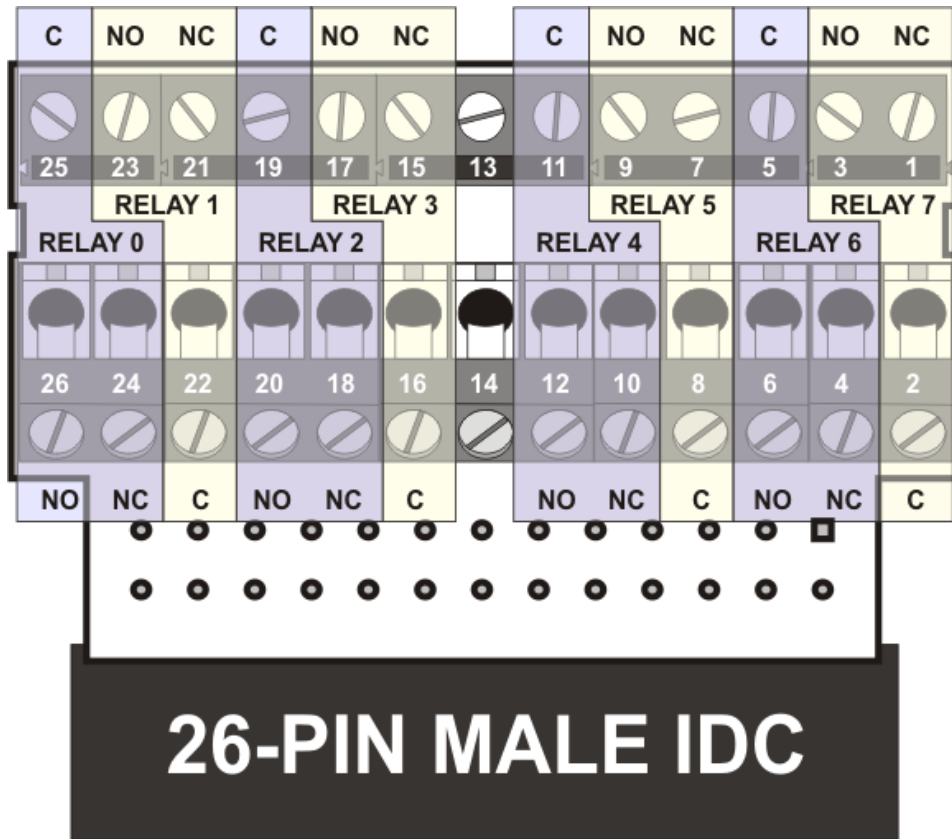 C NO NC C NO NC C NO NC C NO NC
25 23 21 19 17 15 13 11 9 7 5 3 1
RELAY 1 RELAY 3 RELAY 5 RELAY 7
RELAY 0 RELAY 2 RELAY 4 RELAY 6
26 24 22 20 18 16 14 12 10 8 6 4 2
NO NC C NO NC C NO NC C NO NC C
26-PIN MALE IDC